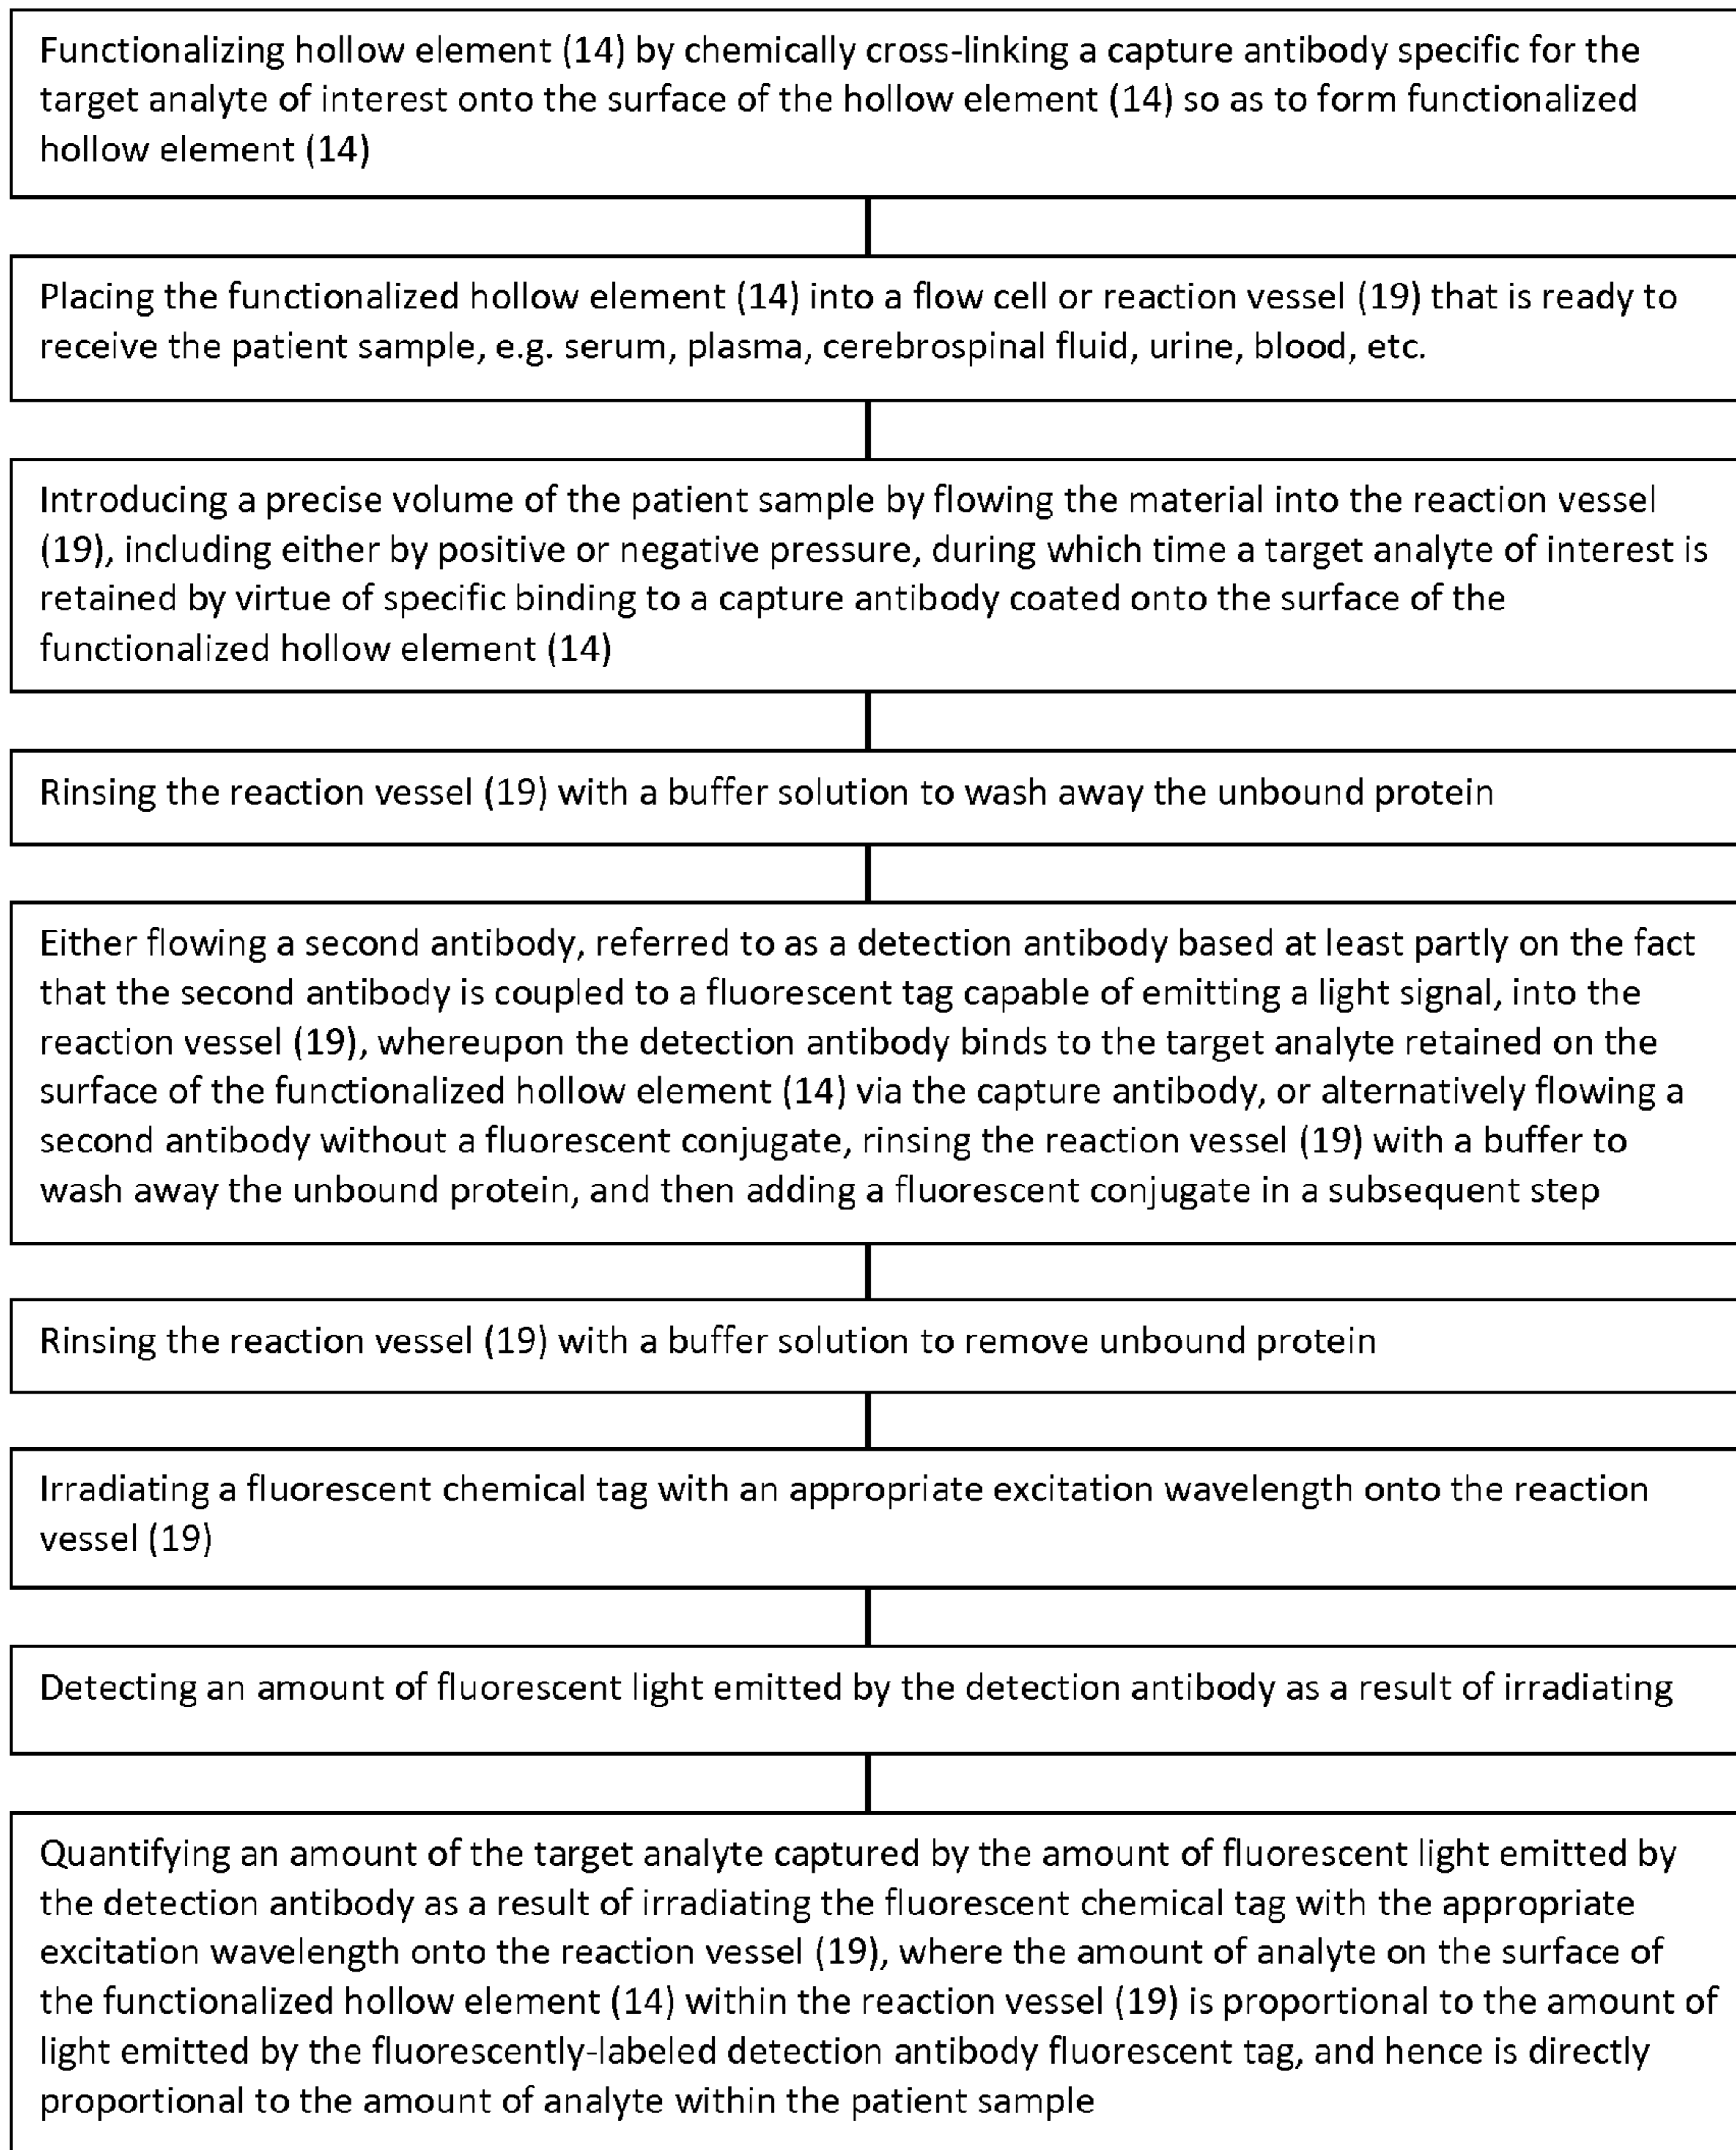 Functionalizing hollow element (14) by chemically cross-linking a capture antibody specific for the
target analyte of interest onto the surface of the hollow element (14) so as to form functionalized
hollow element (14)
Placing the functionalized hollow element (14) into a flow cell or reaction vessel (19) that is ready to
receive the patient sample, e.g. serum, plasma, cerebrospinal fluid, urine, blood, etc.
Introducing a precise volume of the patient sample by flowing the material into the reaction vessel
(19), including either by positive or negative pressure, during which time a target analyte of interest is
retained by virtue of specific binding to a capture antibody coated onto the surface of the
functionalized hollow element (14)
Rinsing the reaction vessel (19) with a buffer solution to wash away the unbound protein
Either flowing a second antibody, referred to as a detection antibody based at least partly on the fact
that the second antibody is coupled to a fluorescent tag capable of emitting a light signal, into the
reaction vessel (19), whereupon the detection antibody binds to the target analyte retained on the
surface of the functionalized hollow element (14) via the capture antibody, or alternatively flowing a
second antibody without a fluorescent conjugate, rinsing the reaction vessel (19) with a buffer to
wash away the unbound protein, and then adding a fluorescent conjugate in a subsequent step
Rinsing the reaction vessel (19) with a buffer solution to remove unbound protein
Irradiating a fluorescent chemical tag with an appropriate excitation wavelength onto the reaction
vessel (19)
Detecting an amount of fluorescent light emitted by the detection antibody as a result of irradiating
Quantifying an amount of the target analyte captured by the amount of fluorescent light emitted by
the detection antibody as a result of irradiating the fluorescent chemical tag with the appropriate
excitation wavelength onto the reaction vessel (19), where the amount of analyte on the surface of
the functionalized hollow element (14) within the reaction vessel (19) is proportional to the amount of
light emitted by the fluorescently-labeled detection antibody fluorescent tag, and hence is directly
proportional to the amount of analyte within the patient sample